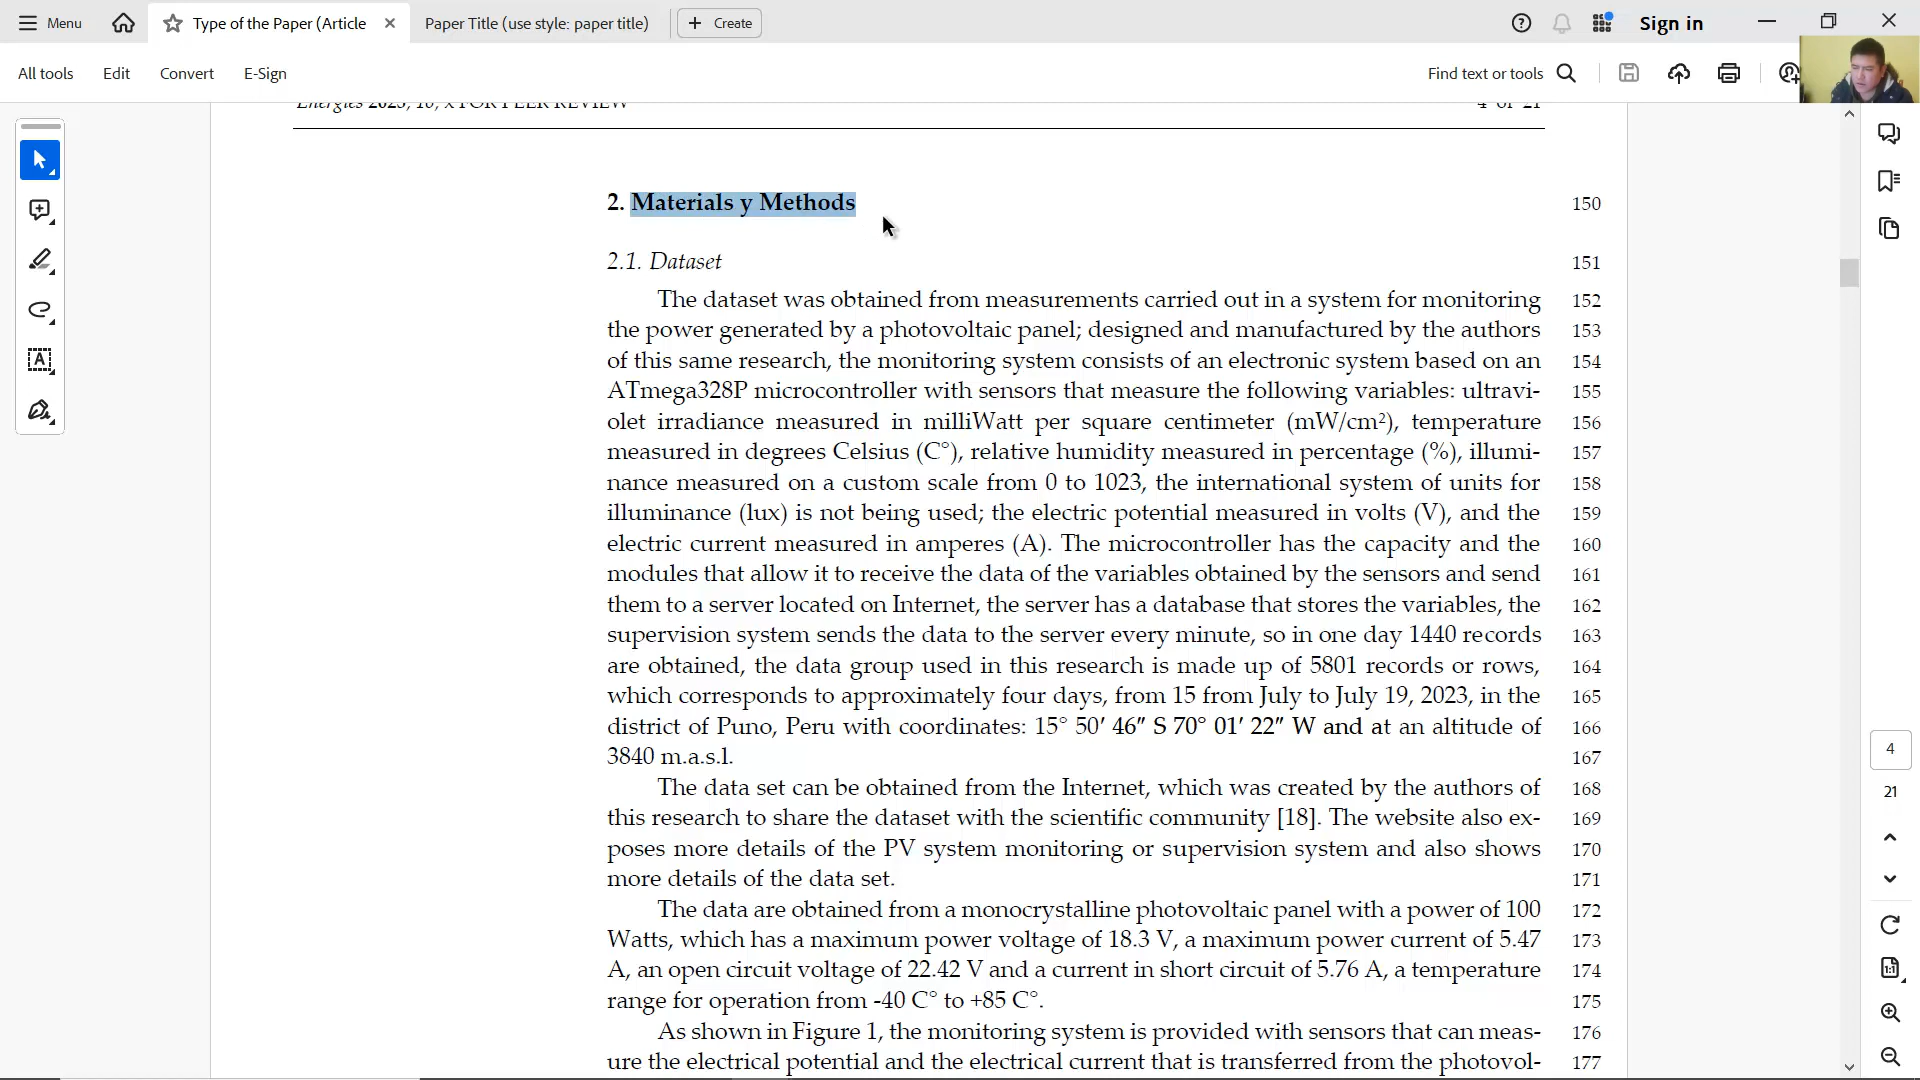 Menu
Type of the Paper (Article
Paper Title (use style: paper title)
Create
Sign in
All tools
Edit
Convert
E-Sign
Find text or tools
Energies 2023, 16, x FOR PEER REVIEW
4 of 21
2. Materials y Methods 150
2.1. Dataset 151
The dataset was obtained from measurements carried out in a system for monitoring 152
the power generated by a photovoltaic panel; designed and manufactured by the authors 153
of this same research, the monitoring system consists of an electronic system based on an 154
ATmega328P microcontroller with sensors that measure the following variables: ultravi- 155
olet irradiance measured in milliWatt per square centimeter (mW/cm²), temperature 156
measured in degrees Celsius (C°), relative humidity measured in percentage (%), illumi- 157
nance measured on a custom scale from 0 to 1023, the international system of units for 158
illuminance (lux) is not being used; the electric potential measured in volts (V), and the 159
electric current measured in amperes (A). The microcontroller has the capacity and the 160
modules that allow it to receive the data of the variables obtained by the sensors and send 161
them to a server located on Internet, the server has a database that stores the variables, the 162
supervision system sends the data to the server every minute, so in one day 1440 records 163
are obtained, the data group used in this research is made up of 5801 records or rows, 164
which corresponds to approximately four days, from 15 from July to July 19, 2023, in the 165
district of Puno, Peru with coordinates: 15° 50′ 46″ S 70° 01′ 22″ W and at an altitude of 166
3840 m.a.s.l. 167
The data set can be obtained from the Internet, which was created by the authors of 168
this research to share the dataset with the scientific community [18]. The website also ex- 169
poses more details of the PV system monitoring or supervision system and also shows 170
more details of the data set. 171
The data are obtained from a monocrystalline photovoltaic panel with a power of 100 172
Watts, which has a maximum power voltage of 18.3 V, a maximum power current of 5.47 173
A, an open circuit voltage of 22.42 V and a current in short circuit of 5.76 A, a temperature 174
range for operation from -40 C° to +85 C°. 175
As shown in Figure 1, the monitoring system is provided with sensors that can meas- 176
ure the electrical potential and the electrical current that is transferred from the photovol- 177
4
21